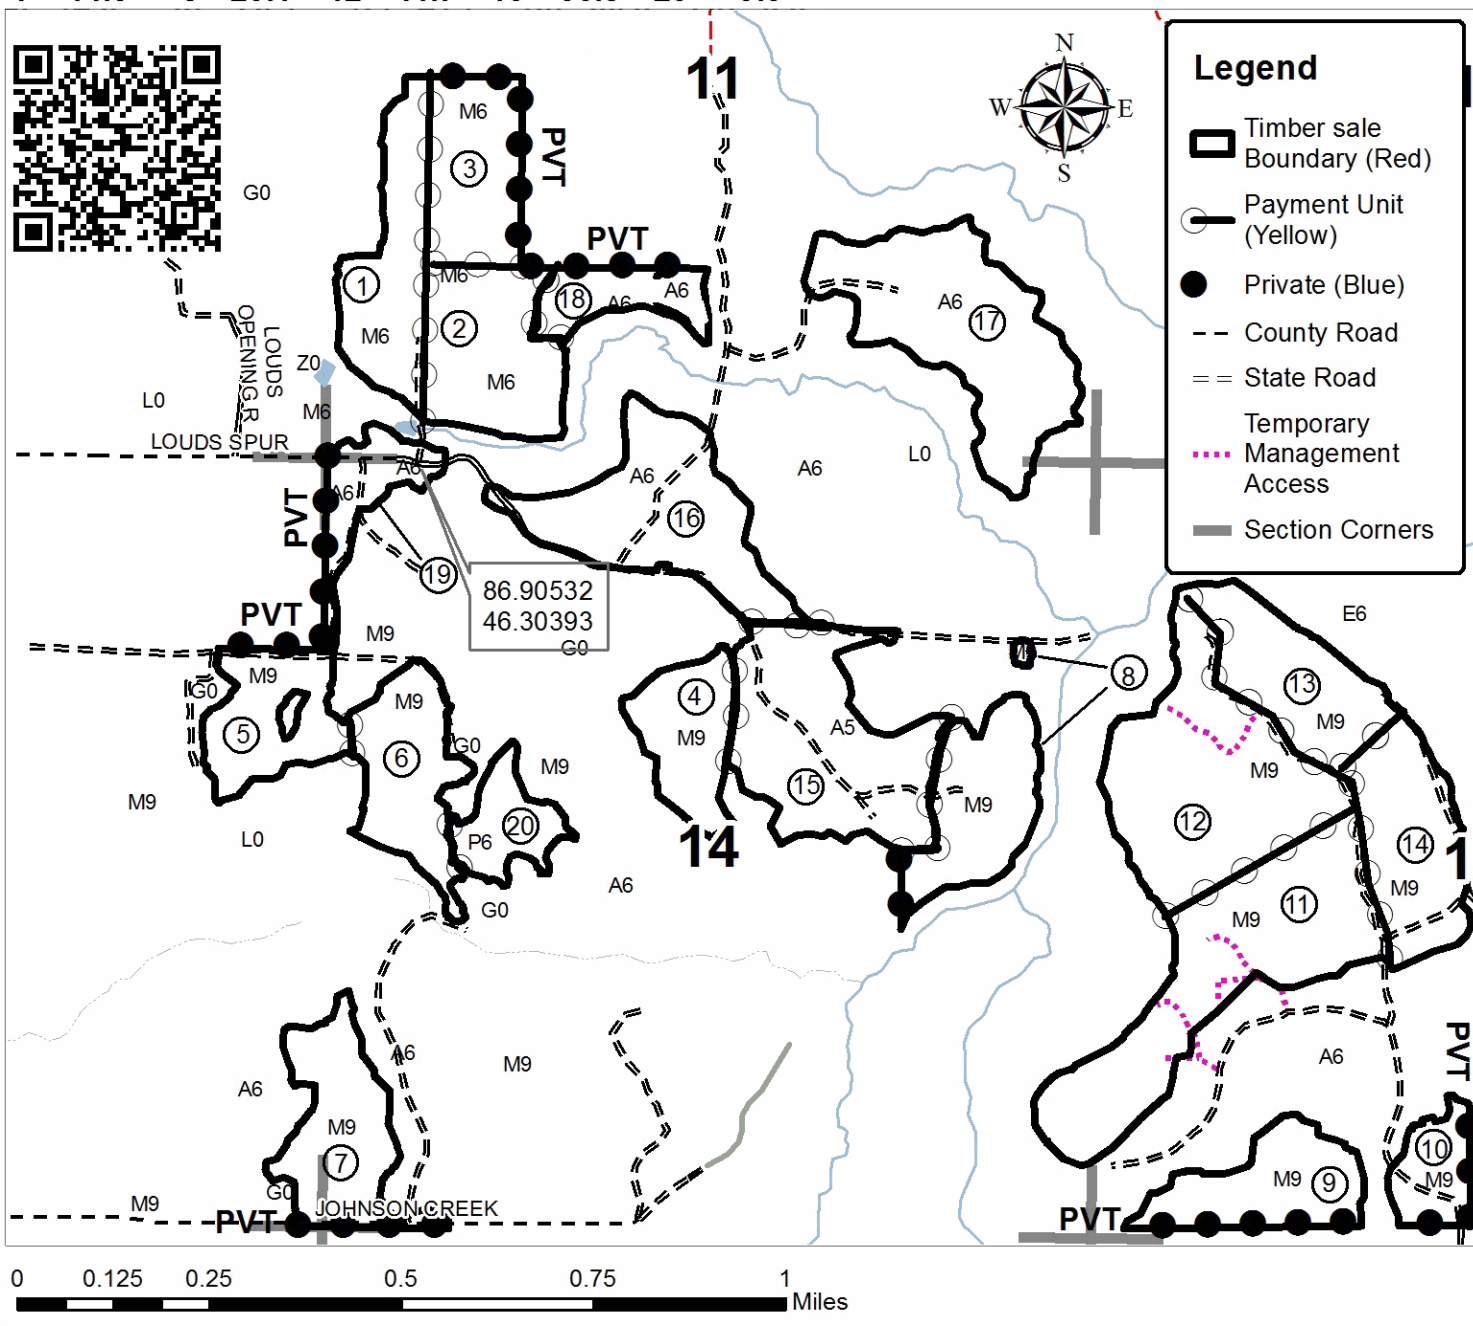 11
N
W
E
S
Legend
Timber sale
Boundary (Red)
Payment Unit
(Yellow)
Private (Blue)
County Road
State Road
Temporary
Management
Access
Section Corners
M6
3
PVT
G0
PVT
1
M6
18
A6
A6
A6
17
M6
2
M6
LOUDS
OPENING R
Z0
L0
M6
LOUDS SPUR
A6
A6
PVT
A6
16
A6
L0
19
86.90532
46.30393
G0
E6
PVT
M9
M9
G0
5
M9
6
G0
4
M9
A5
15
M9
8
13
M9
M9
12
14
M9
1
M9
L0
M9
P6
20
14
A6
G0
11
M9
A6
A6
M9
M9
7
G0
M9
JOHNSON CREEK
PVT
A6
PVT
10
M9
M9
9
PVT
0
0.125
0.25
0.5
0.75
1
Miles